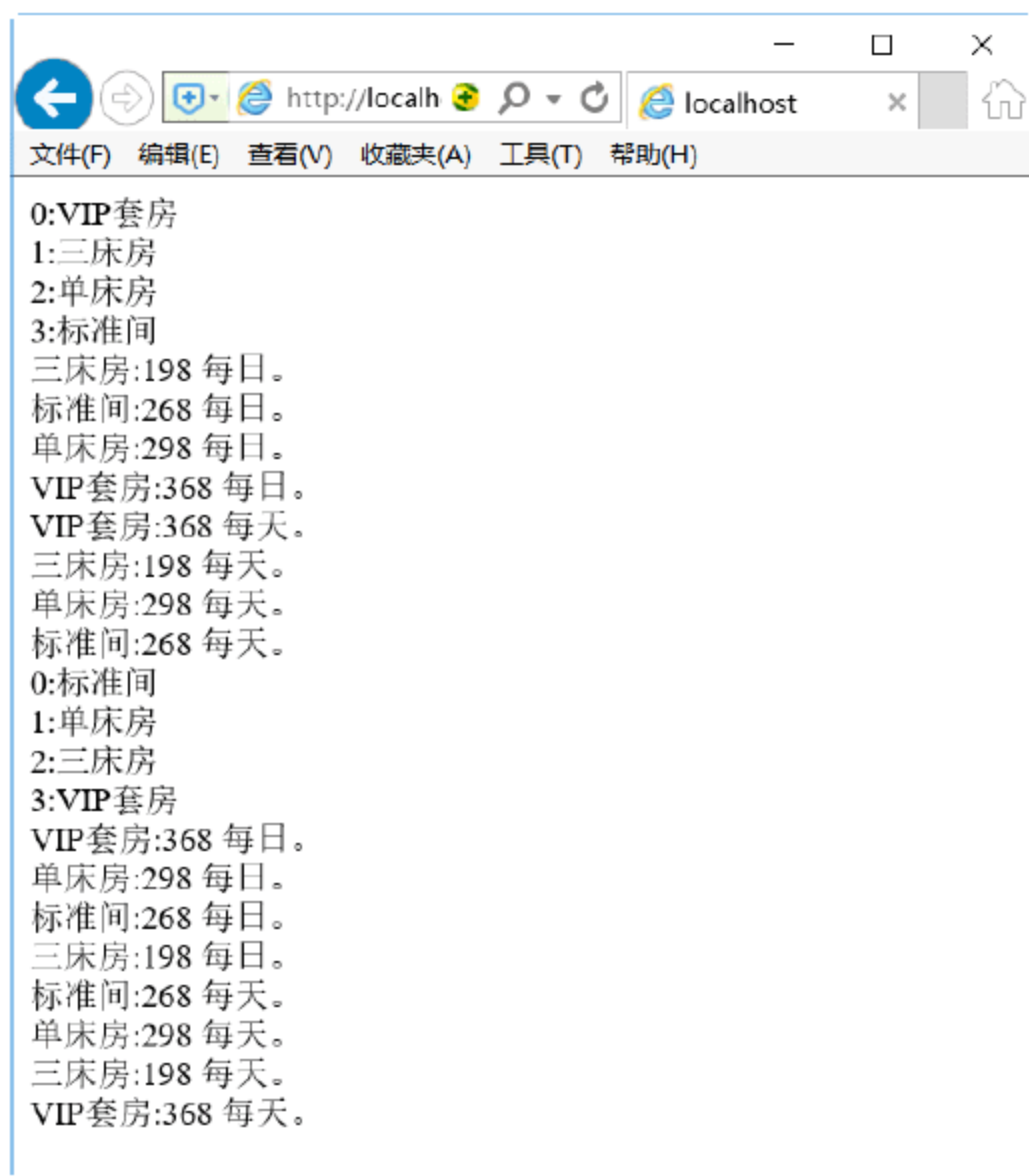 http://localh
localhost
文件(F) 编辑(E) 查看(V) 收藏夹(A) 工具(T) 帮助(H)
0:VIP套房
1:三床房
2:单床房
3:标准间
三床房:198 每日。
标准间:268 每日。
单床房:298 每日。
VIP套房:368 每日。
VIP套房:368 每天。
三床房:198 每天。
单床房:298 每天。
标准间:268 每天。
0:标准间
1:单床房
2:三床房
3:VIP套房
VIP套房:368 每日。
单床房:298 每日。
标准间:268 每日。
三床房:198 每日。
标准间:268 每天。
单床房:298 每天。
三床房:198 每天。
VIP套房:368 每天。